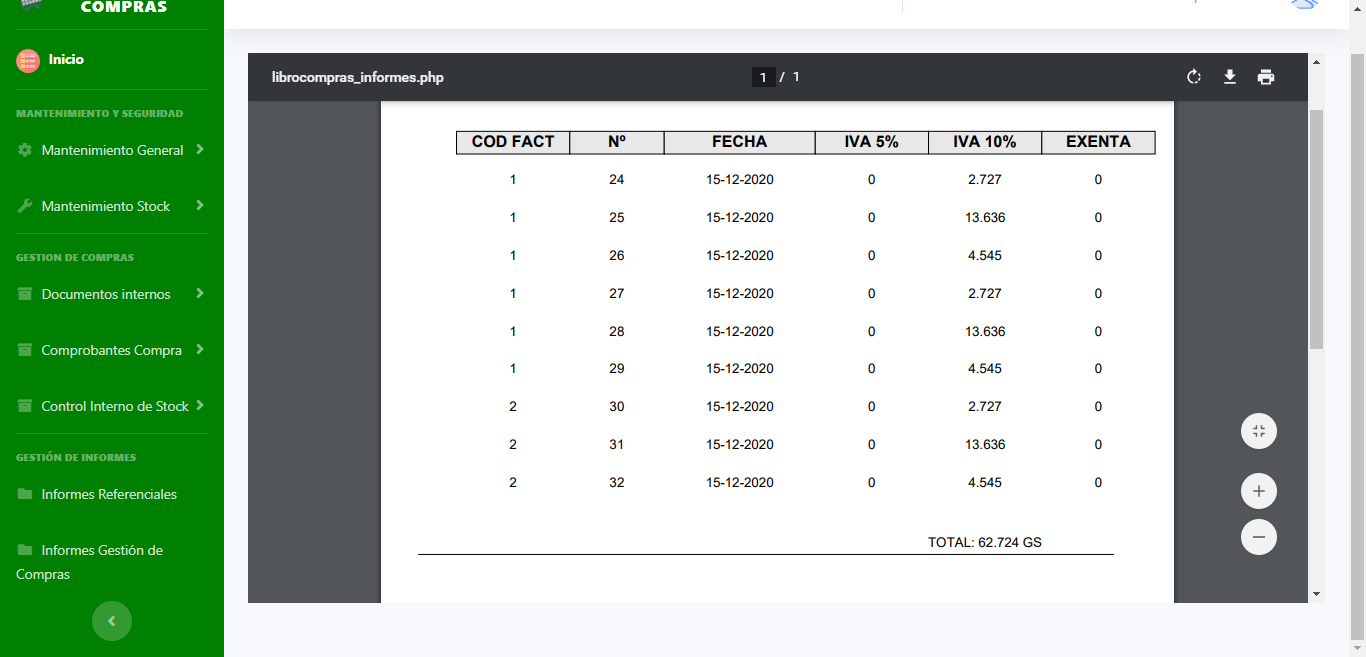 COMPRAS
Inicio
MANTENIMIENTO Y SEGURIDAD
Mantenimiento General
Mantenimiento Stock
GESTION DE COMPRAS
Documentos internos
Comprobantes Compra
Control Interno de Stock
GESTIÓN DE INFORMES
Informes Referenciales
Informes Gestión de
Compras
librocompras_informes.php
1 / 1
COD FACT Nº FECHA IVA 5% IVA 10% EXENTA
1 24 15-12-2020 0 2.727 0
1 25 15-12-2020 0 13.636 0
1 26 15-12-2020 0 4.545 0
1 27 15-12-2020 0 2.727 0
1 28 15-12-2020 0 13.636 0
1 29 15-12-2020 0 4.545 0
2 30 15-12-2020 0 2.727 0
2 31 15-12-2020 0 13.636 0
2 32 15-12-2020 0 4.545 0
TOTAL: 62.724 GS